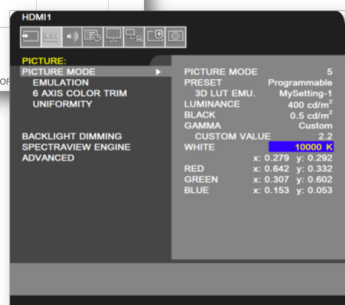 HDMI1
PICTURE:
PICTURE MODE
EMULATION
6 AXIS COLOR TRIM
UNIFORMITY
BACKLIGHT DIMMING
SPECTRAVIEW ENGINE
ADVANCED
PICTURE MODE 5
PRESET Programmable
3D LUT EMU. MySetting-1
LUMINANCE 400 cd/m²
BLACK 0.5 cd/m²
GAMMA Custom
CUSTOM VALUE 2.2
WHITE 10000 K
x: 0.279 y: 0.292
RED x: 0.642 y: 0.332
GREEN x: 0.307 y: 0.602
BLUE x: 0.153 y: 0.053